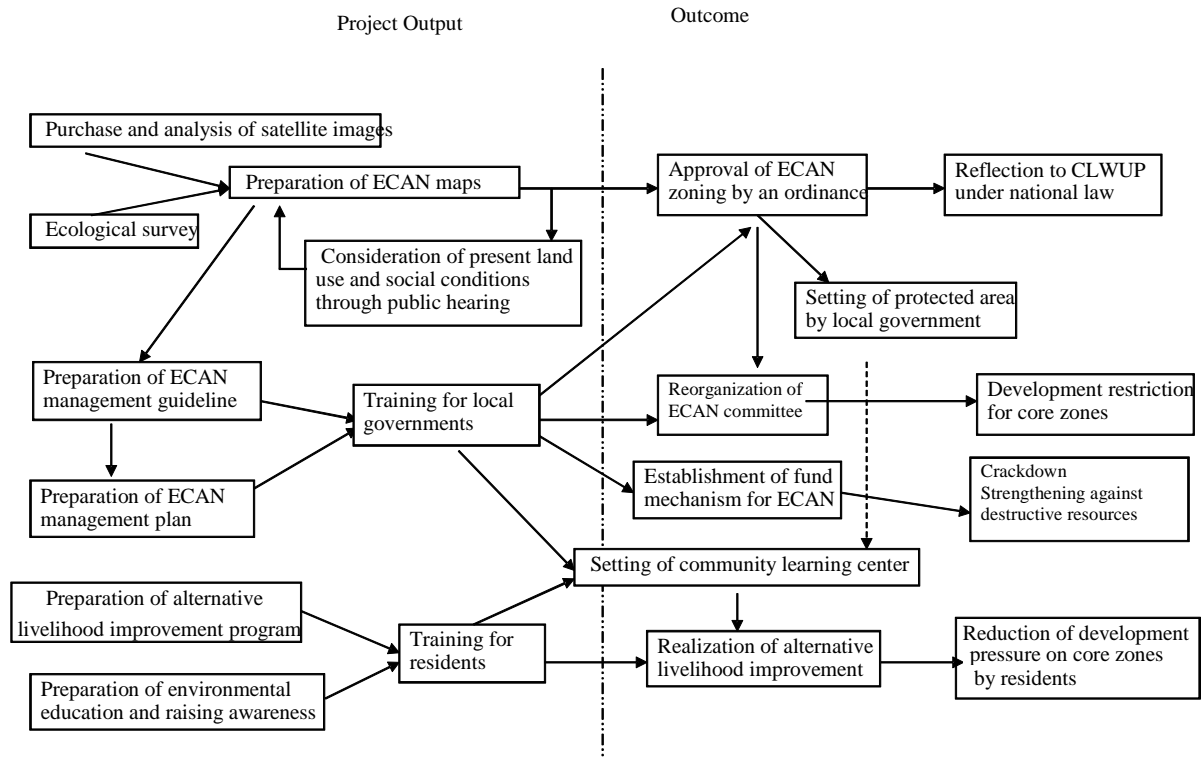 Project Output
Outcome
Purchase and analysis of satellite images
Preparation of ECAN maps
Ecological survey
Consideration of present land
use and social conditions
through public hearing
Approval of ECAN
zoning by an ordinance
Reflection to CLWUP
under national law
Setting of protected area
by local government
Preparation of ECAN
management guideline
Training for local
governments
Reorganization of
ECAN committee
Development restriction
for core zones
Preparation of ECAN
management plan
Establishment of fund
mechanism for ECAN
Crackdown
Strengthening against
destructive resources
Setting of community learning center
Preparation of alternative
livelihood improvement program
Training for
residents
Realization of alternative
livelihood improvement
Reduction of development
pressure on core zones
by residents
Preparation of environmental
education and raising awareness